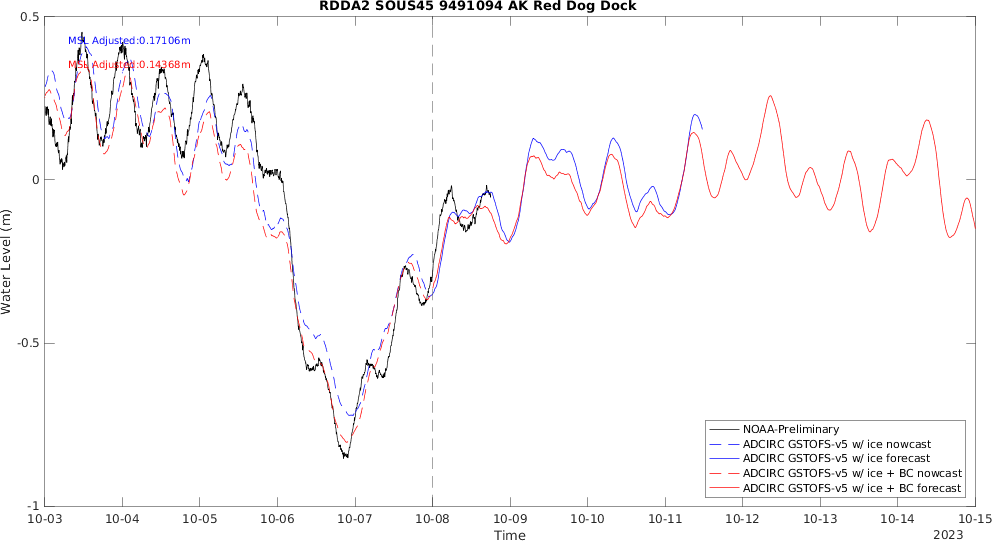 RDDA2 SOUS45 9491094 AK Red Dog Dock
MSL Adjusted:0.17106m
MSL Adjusted:0.14368m
Water Level (m)
0.5
0
-0.5
-1
NOAA-Preliminary
ADCIRC GSTOFS-v5 w/ ice nowcast
ADCIRC GSTOFS-v5 w/ ice forecast
ADCIRC GSTOFS-v5 w/ ice + BC nowcast
ADCIRC GSTOFS-v5 w/ ice + BC forecast
10-03 10-04 10-05 10-06 10-07 10-08 10-09 10-10 10-11 10-12 10-13 10-14 10-15
Time
2023